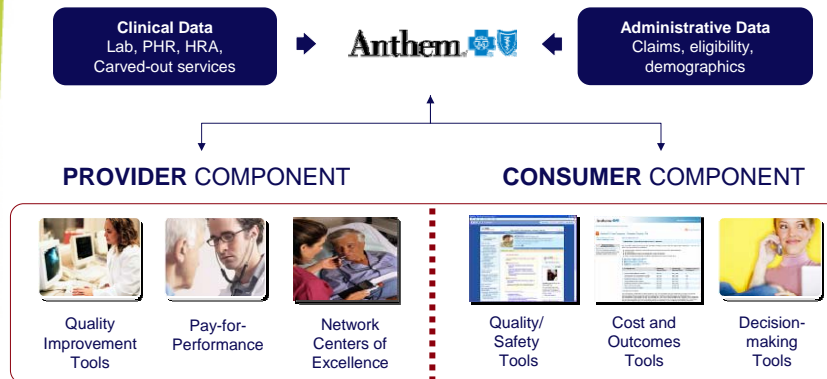 Clinical Data
Lab, PHR, HRA,
Carved-out services
Anthem
Administrative Data
Claims, eligibility,
demographics
PROVIDER COMPONENT
CONSUMER COMPONENT
Quality
Improvement
Tools
Pay-for-
Performance
Network
Centers of
Excellence
Quality/
Safety
Tools
Cost and
Outcomes
Tools
Decision-
making
Tools